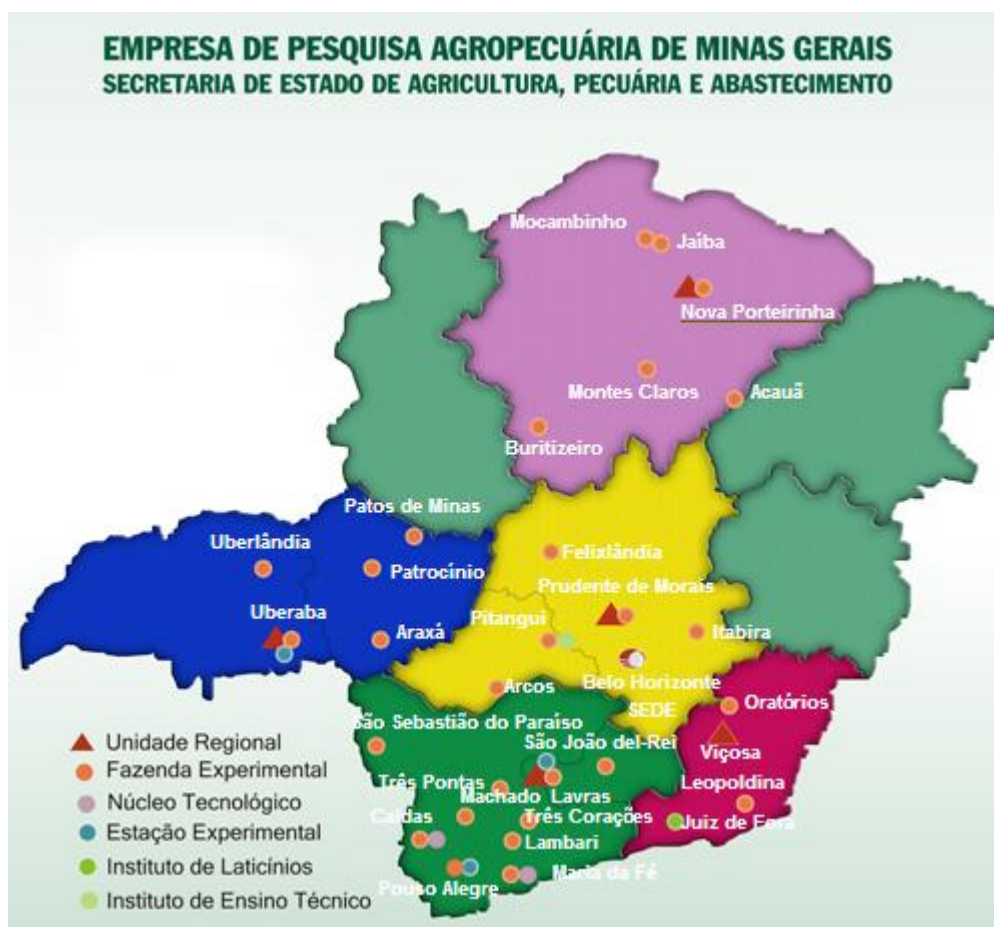 EMPRESA DE PESQUISA AGROPECUÁRIA DE MINAS GERAIS
SECRETARIA DE ESTADO DE AGRICULTURA, PECUÁRIA E ABASTECIMENTO
Mocambinho
Jaíba
Nova Porteirinha
Montes Claros
Acauã
Buritizeiro
Patos de Minas
Uberlândia
Felixlândia
Patrocínio
Prudente de Morais
Uberaba
Pitangui
Araxá
Itabira
Belo Horizonte
SEDE
Arcos
Oratórios
São Sebastião do Paraíso
São João del-Rei
Viçosa
Três Pontas
Leopoldina
Machado
Lavras
Caldas
Três Corações
Juiz de Fora
Lambari
Maria da Fé
Pouso Alegre
Unidade Regional
Fazenda Experimental
Núcleo Tecnológico
Estação Experimental
Instituto de Laticínios
Instituto de Ensino Técnico